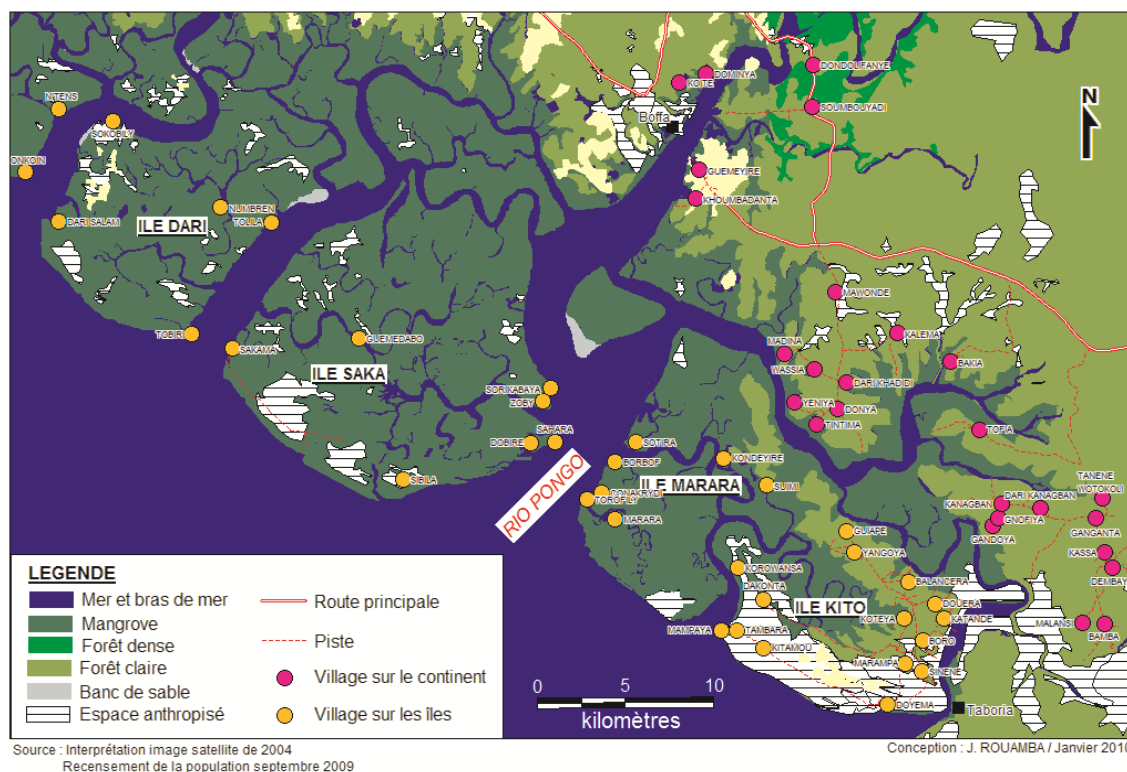 DONDOLIFANYE
DOMINYA
KOITE
NITENS
SOUMBOUYADI
N
SOKOBILY
Boffa
ONKOIN
GUEMEYIRE
KHOUMBADANTA
NUMBREN
DARI SALAM
ILE DARI
TOLILA
MAWONDE
TOBIRI
KALEMA
SAKAMA
GUEMEDABO
MADINA
BAKIA
ILE SAKA
WASSIA
DARI KHADIDI
SORIKABAYA
ZOBY
YENIYA
DONYA
TINTIMA
TOFIA
SAHARA
DOBIRE
SOTIRA
BORBOF
KONDEYIRE
SIBILA
RIO PONGO
ILE MARARA
SUIMI
TANENE
WOTOKOLI
CONAKRYDI
TOROFILY
DARI KANAGBAN
KANAGBAN
GNOFIYA
GANGANTA
MARARA
GANDOYA
GUIAPE
YANGOYA
KASSA
DEMBAY
KOROWANSA
BALANCERA
DAKONTA
ILE KITO
DOUERA
KOTEYA
KATANDE
MALANSI
BAMBA
MAMPAYA
TAMBARA
BORO
KITAMOU
MARAMPA
SINENE
DOYEMA
Taboria
LEGENDE
Mer et bras de mer
Mangrove
Forêt dense
Forêt claire
Banc de sable
Espace anthropisé
Route principale
Piste
Village sur le continent
Village sur les îles
0 5 10
kilomètres
Source : Interprétation image satellite de 2004
Recensement de la population septembre 2009
Conception : J. ROUAMBA / Janvier 2010